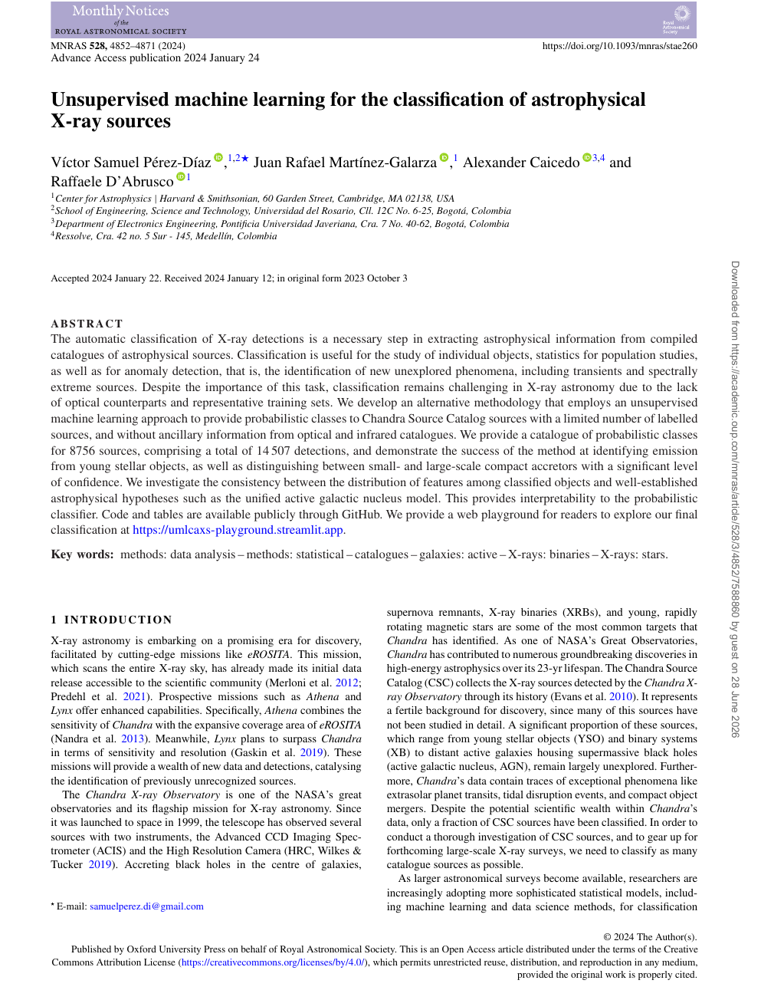 Monthly Notices
of the
ROYAL ASTRONOMICAL SOCIETY
Royal
Astronomical
Society
MNRAS 528, 4852–4871 (2024)
https://doi.org/10.1093/mnras/stae260
Advance Access publication 2024 January 24
Unsupervised machine learning for the classification of astrophysical
X-ray sources
Víctor Samuel Pérez-Díaz iD,1,2★ Juan Rafael Martínez-Galarza iD,1 Alexander Caicedo iD3,4 and
Raffaele D’Abrusco iD1
1Center for Astrophysics | Harvard & Smithsonian, 60 Garden Street, Cambridge, MA 02138, USA
2School of Engineering, Science and Technology, Universidad del Rosario, Cll. 12C No. 6-25, Bogotá, Colombia
3Department of Electronics Engineering, Pontificia Universidad Javeriana, Cra. 7 No. 40-62, Bogotá, Colombia
4Ressolve, Cra. 42 no. 5 Sur - 145, Medellín, Colombia
Accepted 2024 January 22. Received 2024 January 12; in original form 2023 October 3
ABSTRACT
The automatic classification of X-ray detections is a necessary step in extracting astrophysical information from compiled
catalogues of astrophysical sources. Classification is useful for the study of individual objects, statistics for population studies,
as well as for anomaly detection, that is, the identification of new unexplored phenomena, including transients and spectrally
extreme sources. Despite the importance of this task, classification remains challenging in X-ray astronomy due to the lack
of optical counterparts and representative training sets. We develop an alternative methodology that employs an unsupervised
machine learning approach to provide probabilistic classes to Chandra Source Catalog sources with a limited number of labelled
sources, and without ancillary information from optical and infrared catalogues. We provide a catalogue of probabilistic classes
for 8756 sources, comprising a total of 14 507 detections, and demonstrate the success of the method at identifying emission
from young stellar objects, as well as distinguishing between small- and large-scale compact accretors with a significant level
of confidence. We investigate the consistency between the distribution of features among classified objects and well-established
astrophysical hypotheses such as the unified active galactic nucleus model. This provides interpretability to the probabilistic
classifier. Code and tables are available publicly through GitHub. We provide a web playground for readers to explore our final
classification at https://umlcaxs-playground.streamlit.app.
Key words: methods: data analysis – methods: statistical – catalogues – galaxies: active – X-rays: binaries – X-rays: stars.
1 INTRODUCTION
X-ray astronomy is embarking on a promising era for discovery,
facilitated by cutting-edge missions like eROSITA. This mission,
which scans the entire X-ray sky, has already made its initial data
release accessible to the scientific community (Merloni et al. 2012;
Predehl et al. 2021). Prospective missions such as Athena and
Lynx offer enhanced capabilities. Specifically, Athena combines the
sensitivity of Chandra with the expansive coverage area of eROSITA
(Nandra et al. 2013). Meanwhile, Lynx plans to surpass Chandra
in terms of sensitivity and resolution (Gaskin et al. 2019). These
missions will provide a wealth of new data and detections, catalysing
the identification of previously unrecognized sources.
The Chandra X-ray Observatory is one of the NASA’s great
observatories and its flagship mission for X-ray astronomy. Since
it was launched to space in 1999, the telescope has observed several
sources with two instruments, the Advanced CCD Imaging Spec-
trometer (ACIS) and the High Resolution Camera (HRC, Wilkes &
Tucker 2019). Accreting black holes in the centre of galaxies,
★ E-mail: samuelperez.di@gmail.com
supernova remnants, X-ray binaries (XRBs), and young, rapidly
rotating magnetic stars are some of the most common targets that
Chandra has identified. As one of NASA’s Great Observatories,
Chandra has contributed to numerous groundbreaking discoveries in
high-energy astrophysics over its 23-yr lifespan. The Chandra Source
Catalog (CSC) collects the X-ray sources detected by the Chandra X-
ray Observatory through its history (Evans et al. 2010). It represents
a fertile background for discovery, since many of this sources have
not been studied in detail. A significant proportion of these sources,
which range from young stellar objects (YSO) and binary systems
(XB) to distant active galaxies housing supermassive black holes
(active galactic nucleus, AGN), remain largely unexplored. Further-
more, Chandra’s data contain traces of exceptional phenomena like
extrasolar planet transits, tidal disruption events, and compact object
mergers. Despite the potential scientific wealth within Chandra’s
data, only a fraction of CSC sources have been classified. In order to
conduct a thorough investigation of CSC sources, and to gear up for
forthcoming large-scale X-ray surveys, we need to classify as many
catalogue sources as possible.
As larger astronomical surveys become available, researchers are
increasingly adopting more sophisticated statistical models, includ-
ing machine learning and data science methods, for classification
© 2024 The Author(s).
Published by Oxford University Press on behalf of Royal Astronomical Society. This is an Open Access article distributed under the terms of the Creative
Commons Attribution License (https://creativecommons.org/licenses/by/4.0/), which permits unrestricted reuse, distribution, and reproduction in any medium,
provided the original work is properly cited.
Downloaded from https://academic.oup.com/mnras/article/528/3/4852/7588860 by guest on 28 June 2026